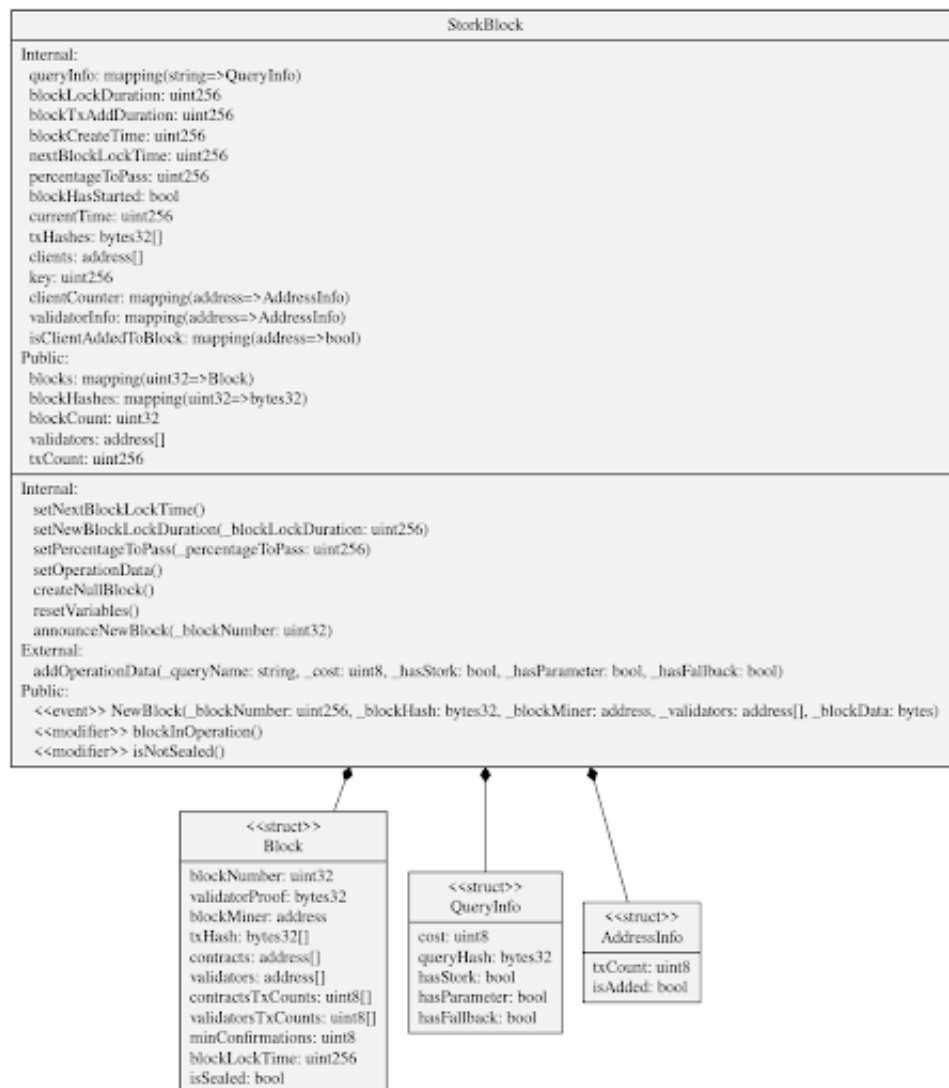 StorkBlock
Internal:
queryInfo: mapping(string=>QueryInfo)
blockLockDuration: uint256
blockTxAddDuration: uint256
blockCreateTime: uint256
nextBlockLockTime: uint256
percentageToPass: uint256
blockHasStarted: bool
currentTime: uint256
txHashes: bytes32[]
clients: address[]
key: uint256
clientCounter: mapping(address=>AddressInfo)
validatorInfo: mapping(address=>AddressInfo)
isClientAddedToBlock: mapping(address=>bool)
Public:
blocks: mapping(uint32=>Block)
blockHashes: mapping(uint32=>bytes32)
blockCount: uint32
validators: address[]
txCount: uint256
Internal:
setNextBlockLockTime()
setNewBlockLockDuration(_blockLockDuration: uint256)
setPercentageToPass(_percentageToPass: uint256)
setOperationData()
createNullBlock()
resetVariables()
announceNewBlock(_blockNumber: uint32)
External:
addOperationData(_queryName: string, _cost: uint8, _hasStork: bool, _hasParameter: bool, _hasFallback: bool)
Public:
<<event>> NewBlock(_blockNumber: uint256, _blockHash: bytes32, _blockMiner: address, _validators: address[], _blockData: bytes)
<<modifier>> blockInOperation()
<<modifier>> isNotSealed()
<<struct>>
Block
blockNumber: uint32
validatorProof: bytes32
blockMiner: address
txHash: bytes32[]
contracts: address[]
validators: address[]
contractsTxCounts: uint8[]
validatorsTxCounts: uint8[]
minConfirmations: uint8
blockLockTime: uint256
isSealed: bool
<<struct>>
QueryInfo
cost: uint8
queryHash: bytes32
hasStork: bool
hasParameter: bool
hasFallback: bool
<<struct>>
AddressInfo
txCount: uint8
isAdded: bool